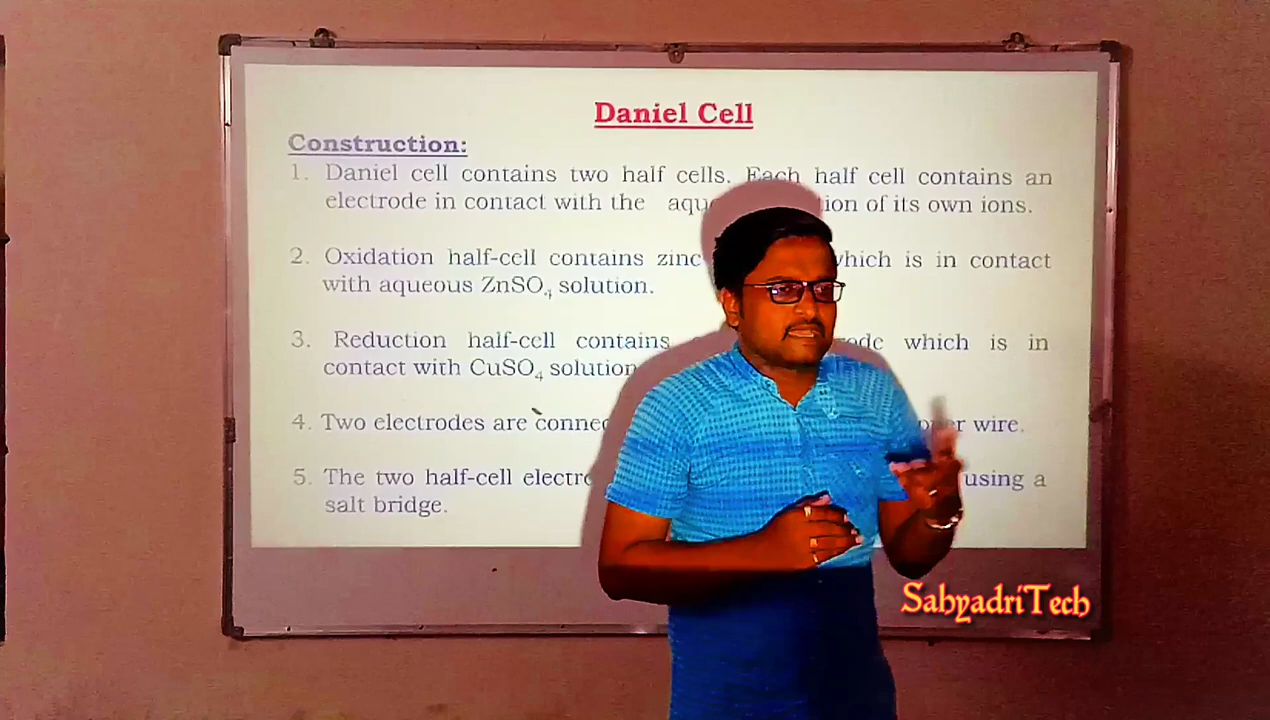 Daniel Cell
Construction:
1. Daniel cell contains two half cells. Each half cell contains an
electrode in contact with the aqu ion of its own ions.
2. Oxidation half-cell contains zinc which is in contact
with aqueous ZnSO₄ solution.
3. Reduction half-cell contains which is in
contact with CuSO₄ solution
4. Two electrodes are connec wire.
5. The two half-cell electro using a
salt bridge.
SahyadriTech